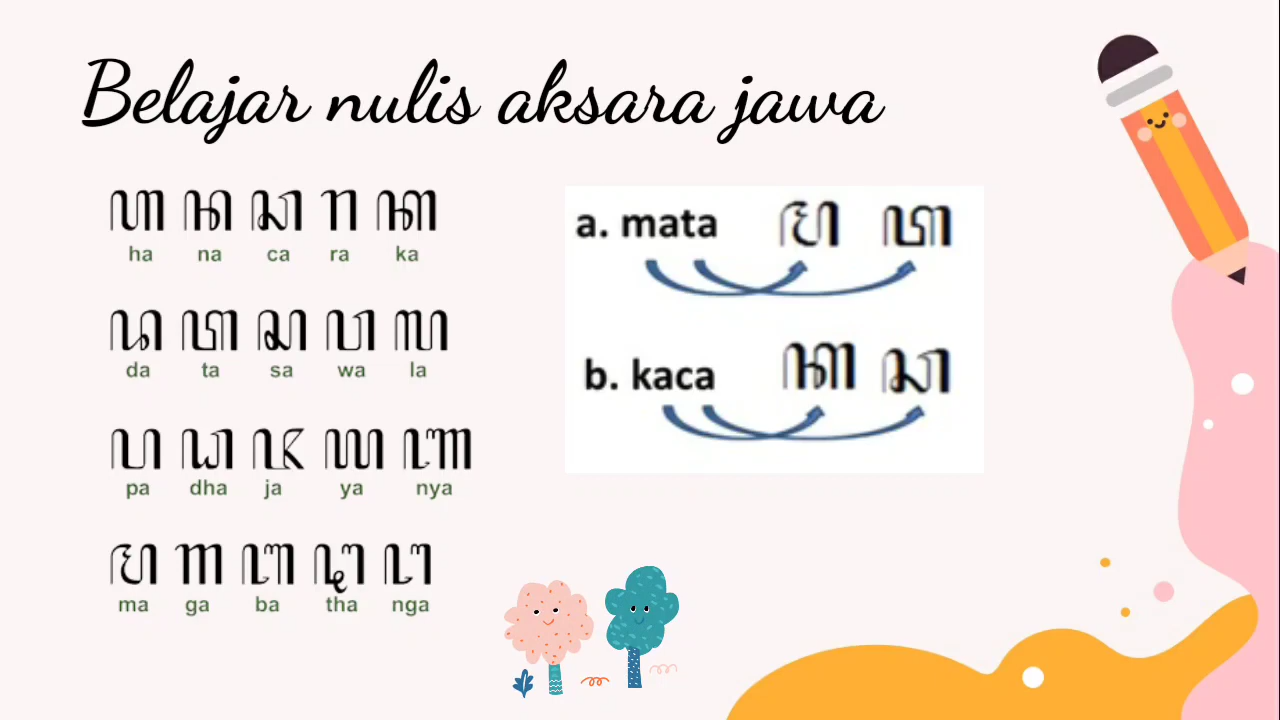 Belajar nulis aksara jawa
ꦲ ꦤ ꦕ ꦫ ꦏ
ha na ca ra ka
ꦢ ꦠ ꦱ ꦮ ꦭ
da ta sa wa la
ꦥ ꦝ ꦗ ꦪ ꦚ
pa dha ja ya nya
ꦩ ꦒ ꦧ ꦛ ꦔ
ma ga ba tha nga
a. mata ꦩ ꦠ
b. kaca ꦏ ꦕ